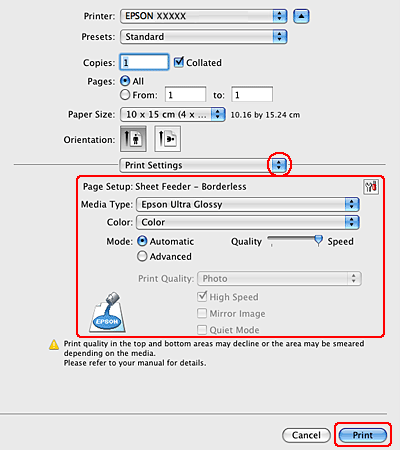 Printer: EPSON XXXXX
Presets: Standard
Copies: 1 Collated
Pages: All
From: 1 to: 1
Paper Size: 10 x 15 cm (4 x ... 10.16 by 15.24 cm
Orientation:
Print Settings
Page Setup: Sheet Feeder - Borderless
Media Type: Epson Ultra Glossy
Color: Color
Mode: Automatic Quality Speed
Advanced
Print Quality: Photo
High Speed
Mirror Image
EPSON
Quiet Mode
Print quality in the top and bottom areas may decline or the area may be smeared
depending on the media.
Please refer to your manual for details.
Cancel Print